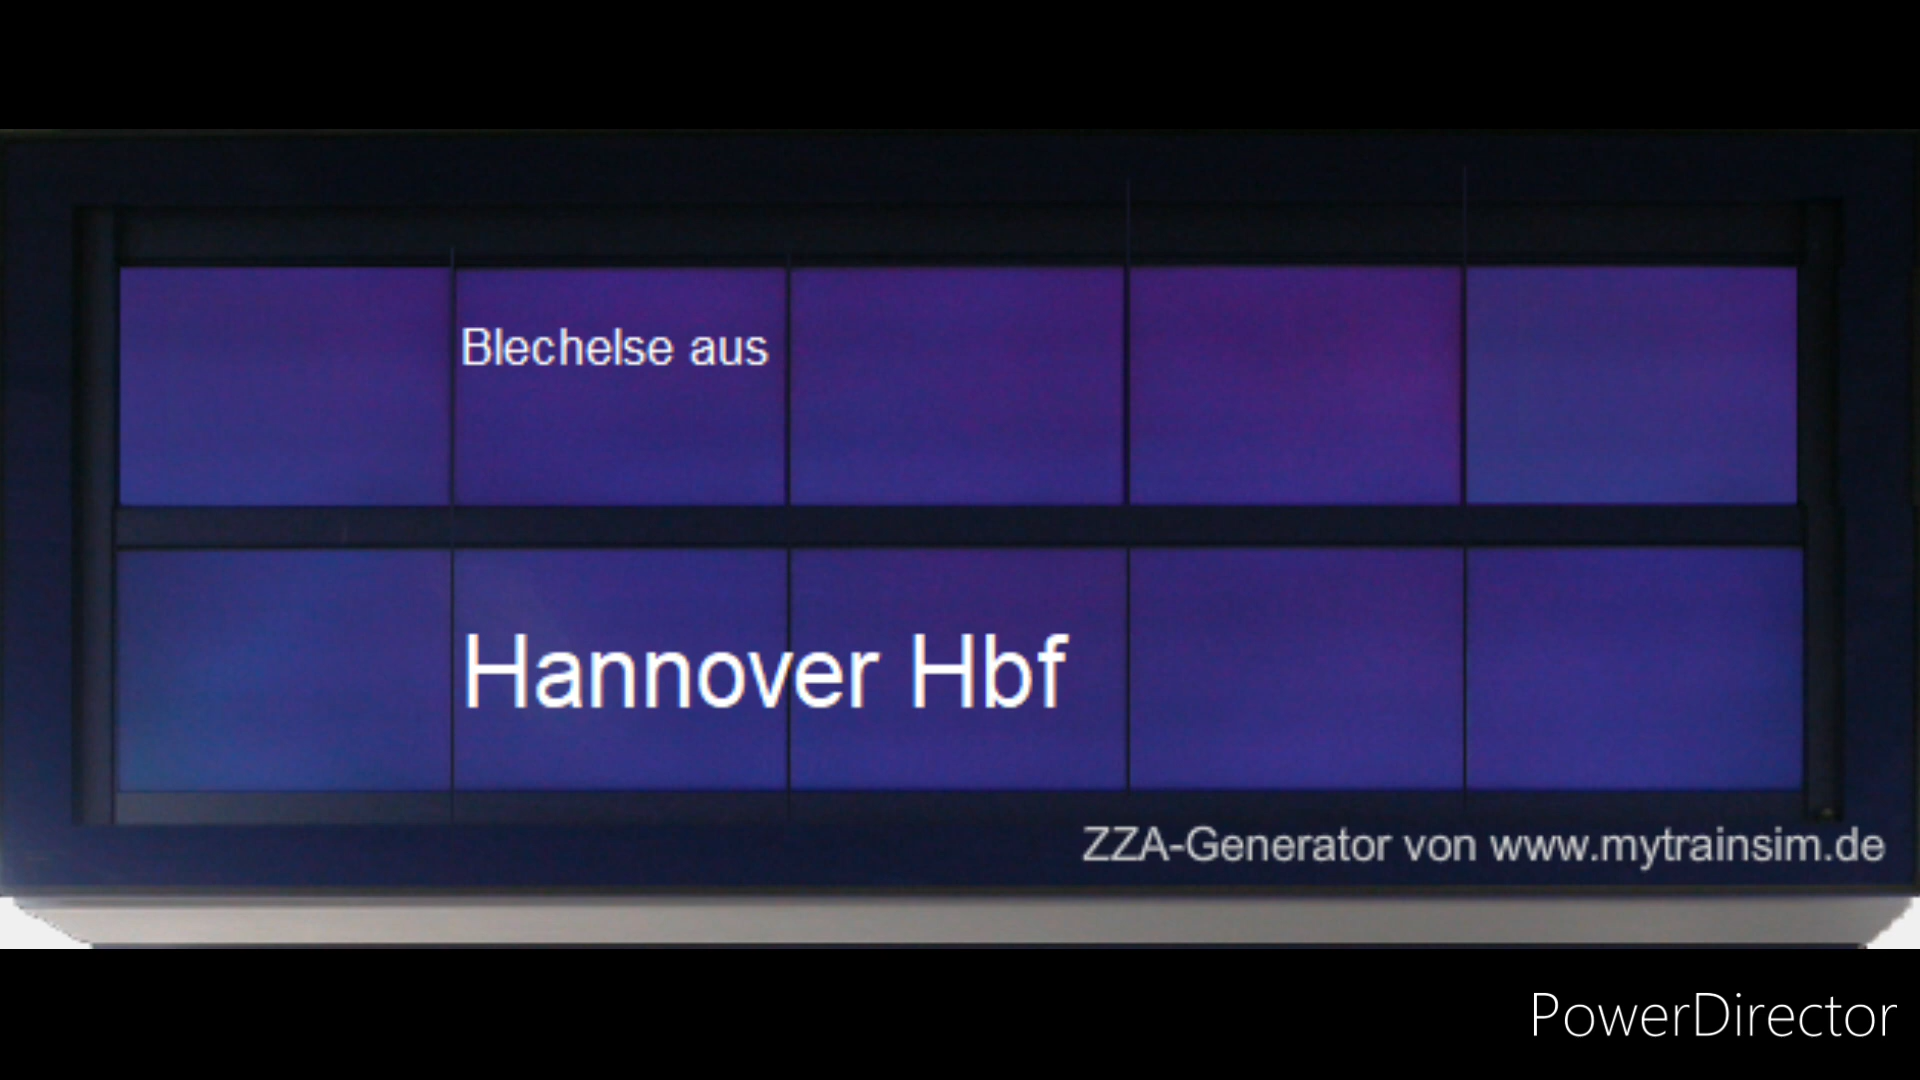 Blechelse aus
Hannover Hbf
ZZA-Generator von www.mytrainsim.de
PowerDirector